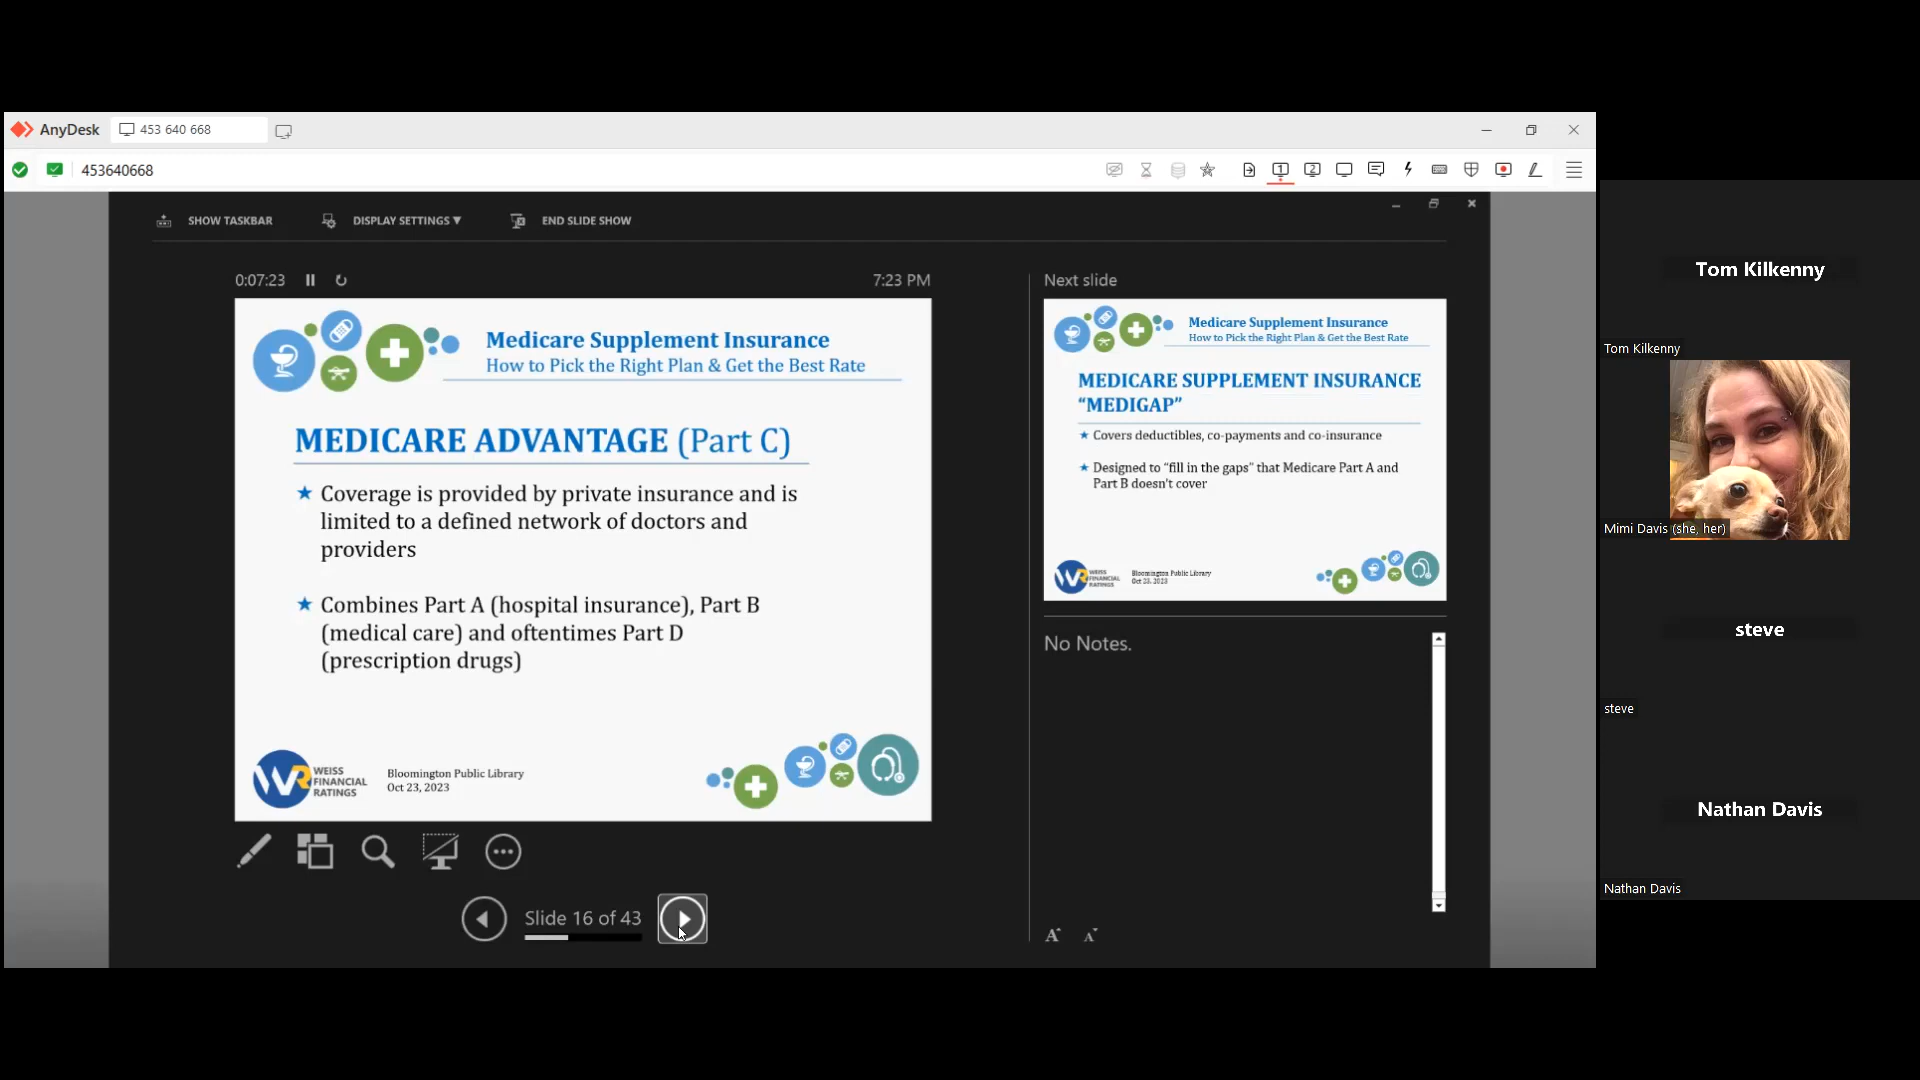 AnyDesk
453 640 668
453640668
1
2
SHOW TASKBAR
DISPLAY SETTINGS ▼
END SLIDE SHOW
0:07:23
7:23 PM
Medicare Supplement Insurance
How to Pick the Right Plan & Get the Best Rate
MEDICARE ADVANTAGE (Part C)
★ Coverage is provided by private insurance and is
limited to a defined network of doctors and
providers
★ Combines Part A (hospital insurance), Part B
(medical care) and oftentimes Part D
(prescription drugs)
WR
WEISS
FINANCIAL
RATINGS
Bloomington Public Library
Oct 23, 2023
Slide 16 of 43
Next slide
Medicare Supplement Insurance
How to Pick the Right Plan & Get the Best Rate
MEDICARE SUPPLEMENT INSURANCE
“MEDIGAP”
★ Covers deductibles, co-payments and co-insurance
★ Designed to “fill in the gaps” that Medicare Part A and
Part B doesn’t cover
WR
WEISS
FINANCIAL
RATINGS
Bloomington Public Library
Oct 23, 2023
No Notes.
A
A
Tom Kilkenny
Tom Kilkenny
Mimi Davis (she, her)
steve
steve
Nathan Davis
Nathan Davis